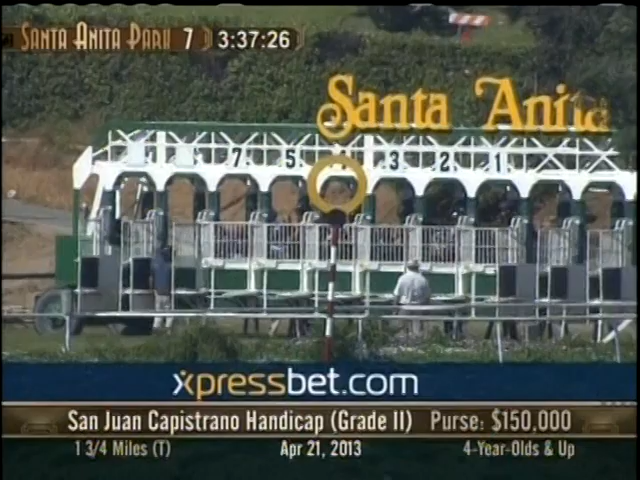 SANTA ANITA PARK 7 3:37:26
Santa Anita
7 5 3 2 1
xpressbet.com
San Juan Capistrano Handicap (Grade II) Purse: $150,000
1 3/4 Miles (T) Apr 21, 2013 4-Year-Olds & Up